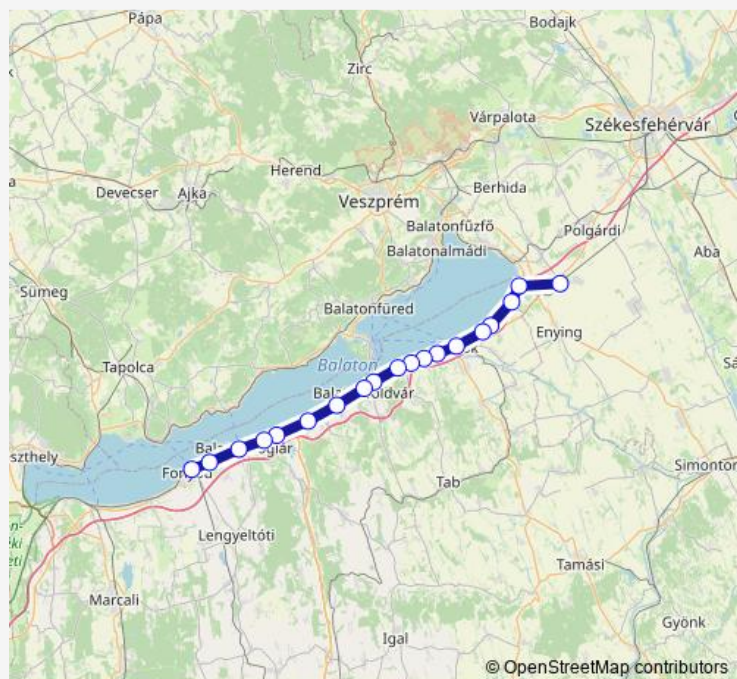 Pápa
Bodajk
Zirc
Várpalota
Székesfehérvár
Herend
Devecser
Ajka
Veszprém
Berhida
Balatonfűzfő
Polgárdi
Balatonalmádi
Aba
Sümeg
Balatonfüred
Enying
Balaton
Tapolca
Simontor
Tab
Lengyeltóti
Tamási
Marcali
Gyönk
Igal
© OpenStreetMap contributors